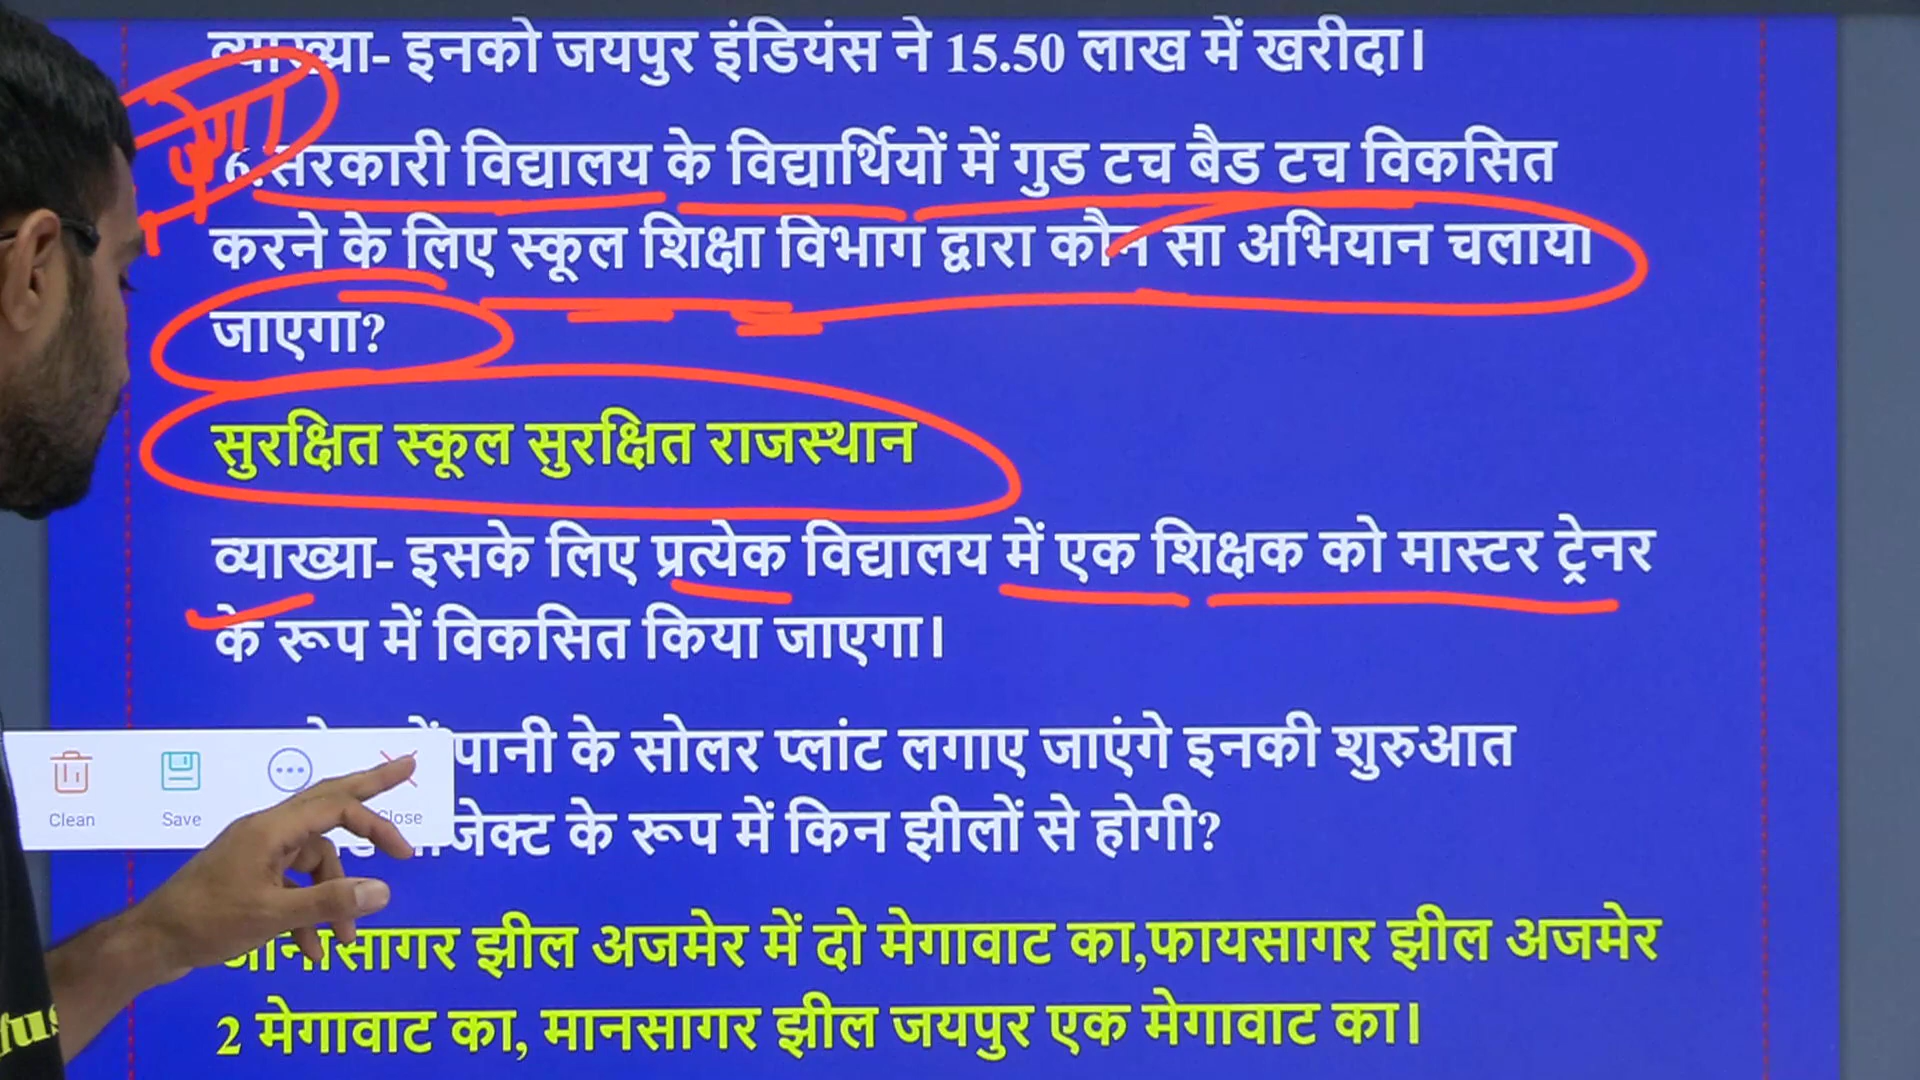 व्याख्या- इनको जयपुर इंडियंस ने 15.50 लाख में खरीदा।
6.सरकारी विद्यालय के विद्यार्थियों में गुड टच बैड टच विकसित
करने के लिए स्कूल शिक्षा विभाग द्वारा कौन सा अभियान चलाया
जाएगा?
सुरक्षित स्कूल सुरक्षित राजस्थान
व्याख्या- इसके लिए प्रत्येक विद्यालय में एक शिक्षक को मास्टर ट्रेनर
के रूप में विकसित किया जाएगा।
पानी के सोलर प्लांट लगाए जाएंगे इनकी शुरुआत
के रूप में किन झीलों से होगी?
Clean Save Close
झील अजमेर में दो मेगावाट का,फायसागर झील अजमेर
2 मेगावाट का, मानसागर झील जयपुर एक मेगावाट का।